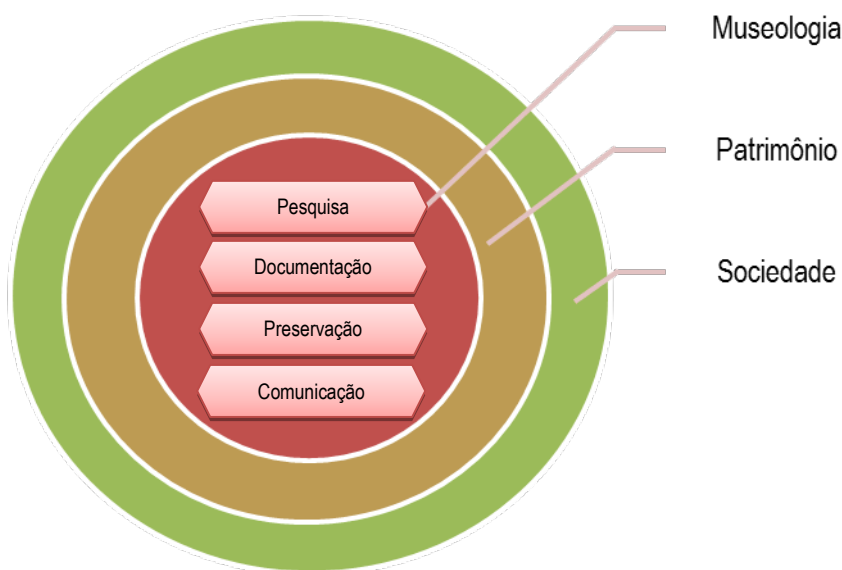 Museologia
Patrimônio
Sociedade
Pesquisa
Documentação
Preservação
Comunicação